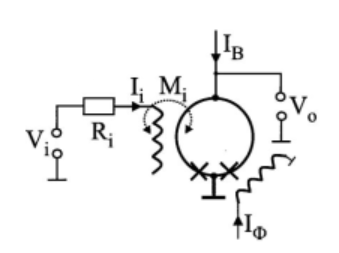 I_B
I_i M_i
R_i
V_i
V_o
I_Φ